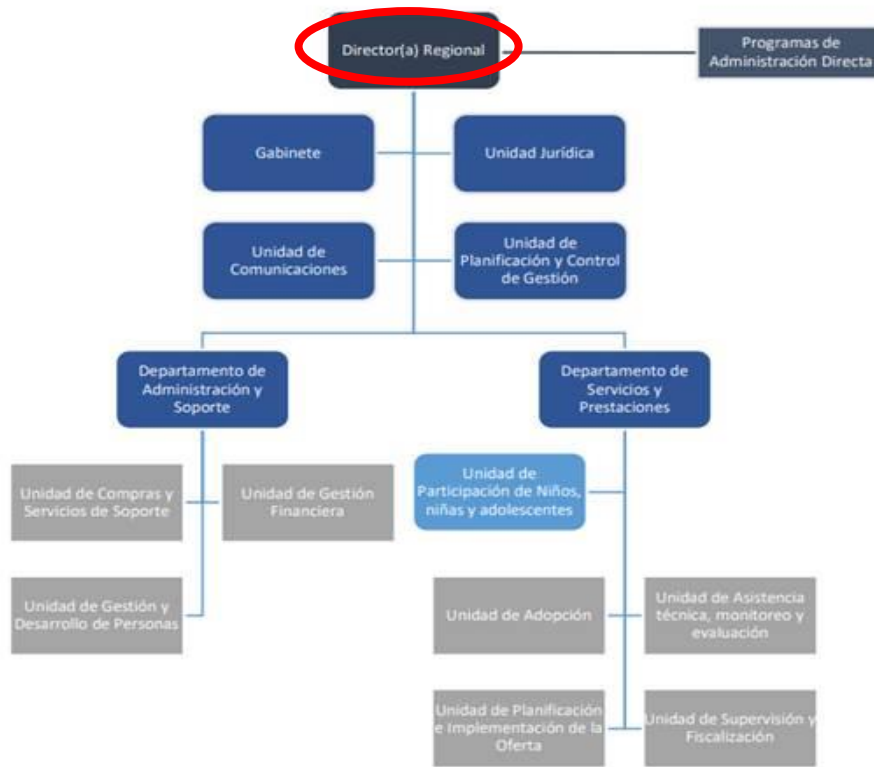 Director(a) Regional
Programas de
Administración Directa
Gabinete
Unidad Jurídica
Unidad de
Comunicaciones
Unidad de
Planificación y Control
de Gestión
Departamento de
Administración y
Soporte
Departamento de
Servicios y
Prestaciones
Unidad de Compras y
Servicios de Soporte
Unidad de Gestión
Financiera
Unidad de
Participación de Niños,
niñas y adolescentes
Unidad de Gestión y
Desarrollo de Personas
Unidad de Adopción
Unidad de Asistencia
técnica, monitoreo y
evaluación
Unidad de Planificación
e Implementación de la
Oferta
Unidad de Supervisión y
Fiscalización